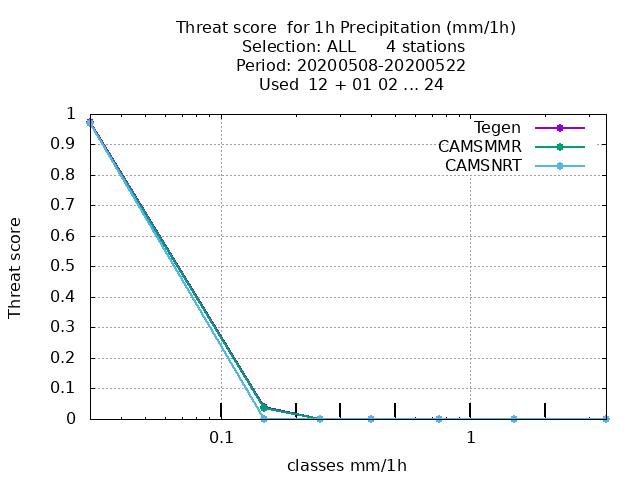 Threat score  for 1h Precipitation (mm/1h)
Selection: ALL      4 stations
Period: 20200508-20200522
Used  12 + 01 02 ... 24
Tegen
CAMSMMR
CAMSNRT
1
0.9
0.8
0.7
0.6
0.5
0.4
0.3
0.2
0.1
0
Threat score
0.1
1
classes mm/1h